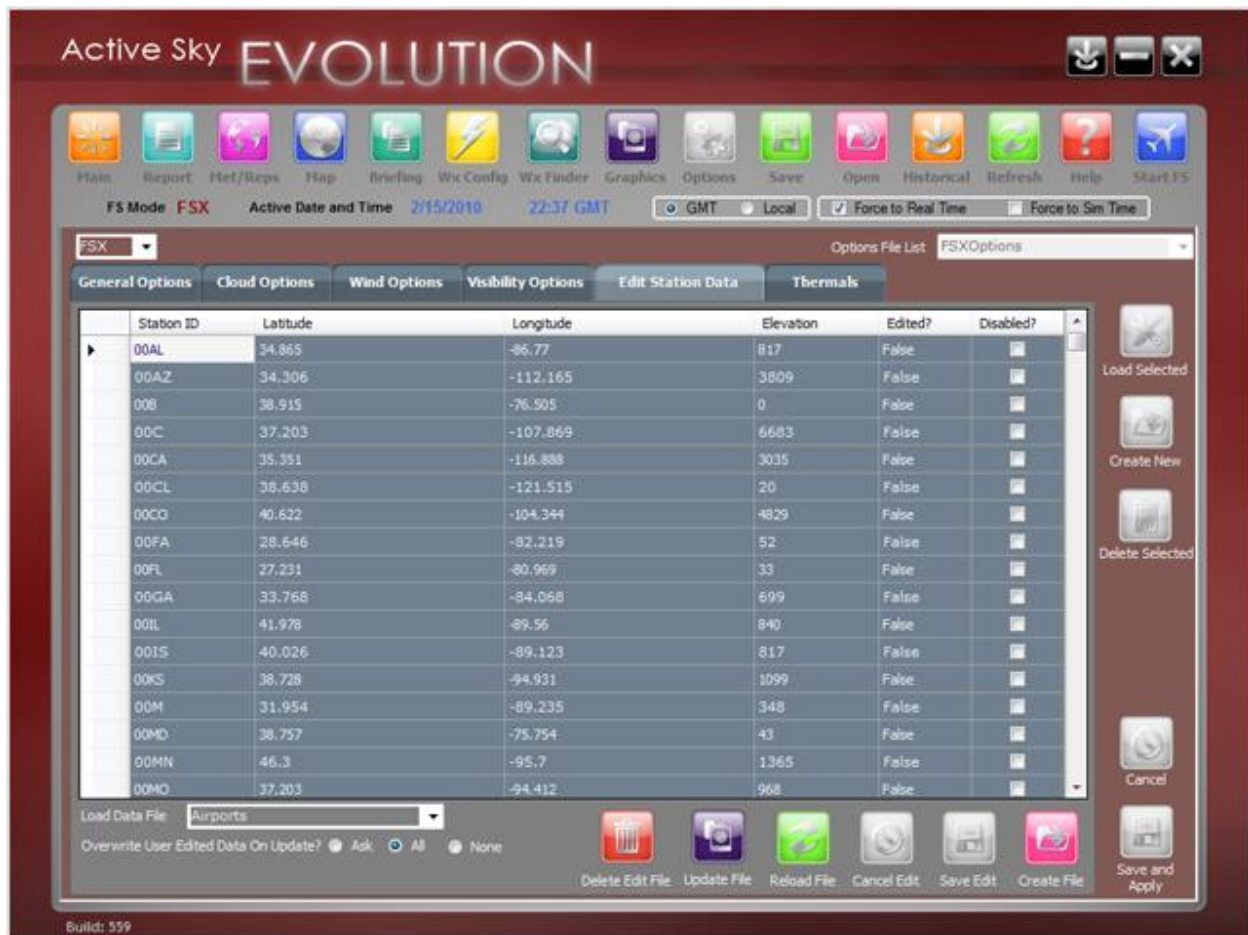 Active Sky EVOLUTION
Main Report Met/Reps Map Briefing Wx Config Wx Finder Graphics Options Save Open Historical Refresh Help Start FS
FS Mode FSX Active Date and Time 2/15/2010 22:37 GMT GMT Local Force to Real Time Force to Sim Time
FSX Options File List FSXOptions
General Options Cloud Options Wind Options Visibility Options Edit Station Data Thermals
Station ID Latitude Longitude Elevation Edited? Disabled?
00AL 34.865 -86.77 817 False
00AZ 34.306 -112.165 3809 False
00B 38.915 -76.505 0 False
00C 37.203 -107.869 6683 False
00CA 35.351 -116.888 3035 False
00CL 38.638 -121.515 20 False
00CO 40.622 -104.344 4829 False
00FA 28.646 -82.219 52 False
00FL 27.231 -80.969 33 False
00GA 33.768 -84.068 699 False
00IL 41.978 -89.56 840 False
00IS 40.026 -89.123 817 False
00KS 38.728 -94.931 1099 False
00M 31.954 -89.235 348 False
00MD 38.757 -75.754 43 False
00MN 46.3 -95.7 1365 False
00MO 37.203 -94.412 968 False
Load Selected
Create New
Delete Selected
Cancel
Save and
Apply
Load Data File Airports
Overwrite User Edited Data On Update? Ask All None
Delete Edit File Update File Reload File Cancel Edit Save Edit Create File
Build: 559